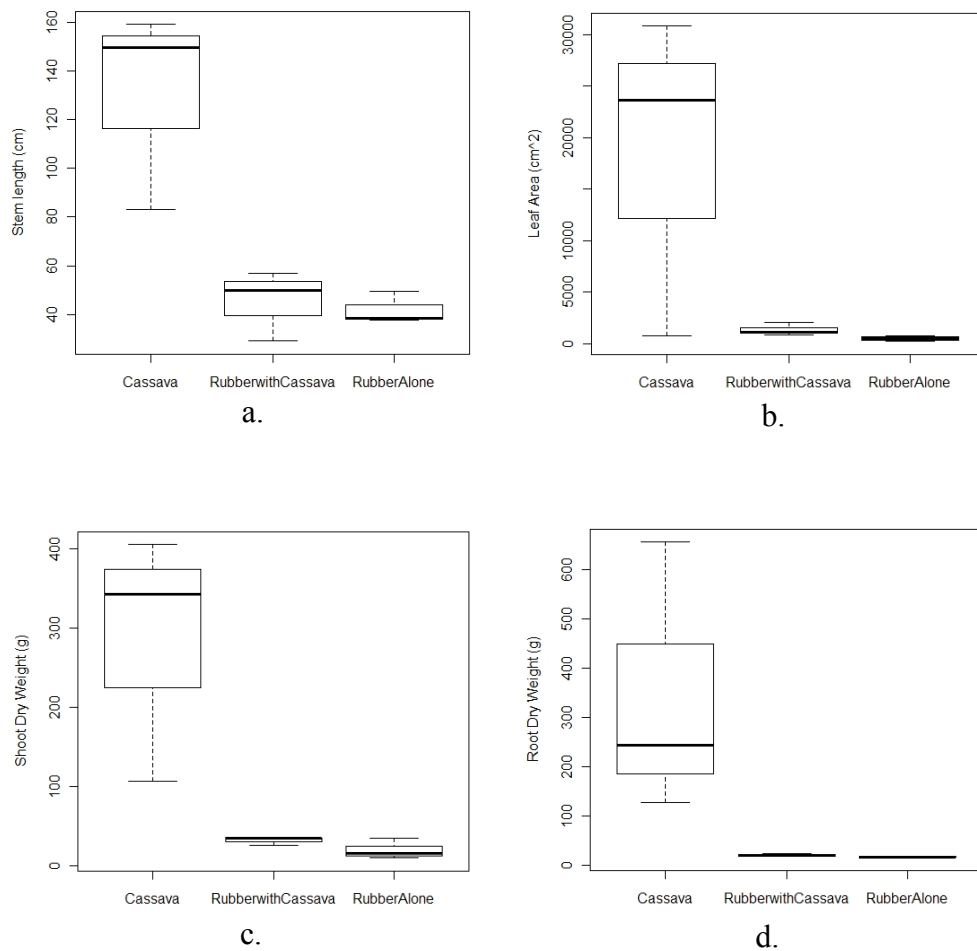 Stem length (cm)
160
140
120
100
80
60
40
Cassava RubberwithCassava RubberAlone
a.
Leaf Area (cm^2)
30000
20000
10000
5000
0
Cassava RubberwithCassava RubberAlone
b.
Shoot Dry Weight (g)
400
300
200
100
0
Cassava RubberwithCassava RubberAlone
c.
Root Dry Weight (g)
600
500
400
300
200
100
0
Cassava RubberwithCassava RubberAlone
d.